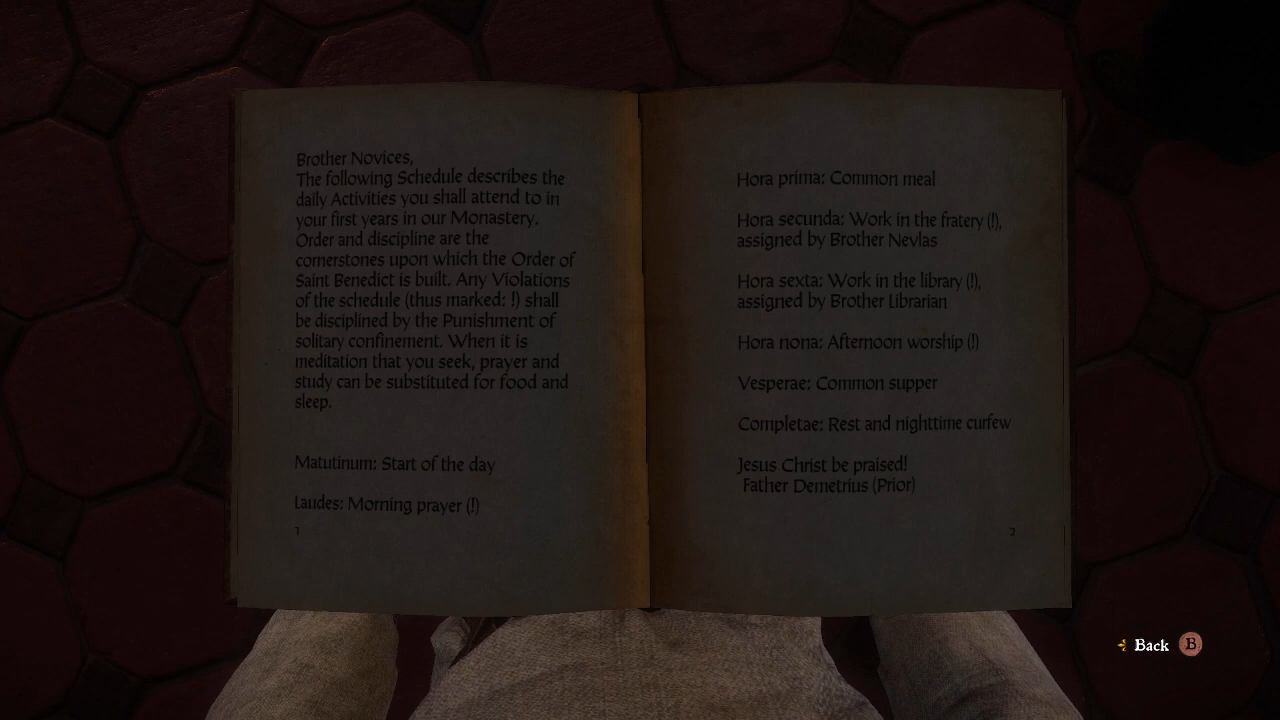 Brother Novices,
The following Schedule describes the
daily Activities you shall attend to in
your first years in our Monastery.
Order and discipline are the
cornerstones upon which the Order of
Saint Benedict is built. Any Violations
of the schedule (thus marked: !) shall
be disciplined by the Punishment of
solitary confinement. When it is
meditation that you seek, prayer and
study can be substituted for food and
sleep.
Matutinum: Start of the day
Laudes: Morning prayer (!)
1
Hora prima: Common meal
Hora secunda: Work in the fratery (!),
assigned by Brother Nevlas
Hora sexta: Work in the library (!),
assigned by Brother Librarian
Hora nona: Afternoon worship (!)
Vesperae: Common supper
Completae: Rest and nighttime curfew
Jesus Christ be praised!
Father Demetrius (Prior)
2
Back B